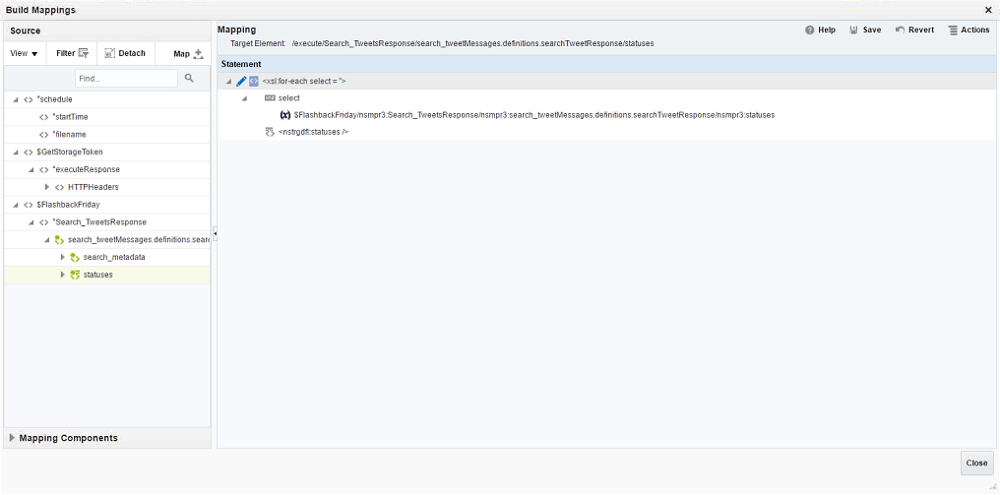 Build Mappings
Source
View
Filter
Detach
Map
Find...
*schedule
*startTime
*filename
$GetStorageToken
*executeResponse
HTTPHeaders
$FlashbackFriday
*Search_TweetsResponse
search_tweetMessages.definitions.searc
search_metadata
statuses
Mapping Components
Mapping
Help
Save
Revert
Actions
Target Element: /execute/Search_TweetsResponse/search_tweetMessages.definitions.searchTweetResponse/statuses
Statement
<xsl:for-each select = ''>
select
$FlashbackFriday/nsmpr3:Search_TweetsResponse/nsmpr3:search_tweetMessages.definitions.searchTweetResponse/nsmpr3:statuses
<nstrgdfl:statuses />
Close